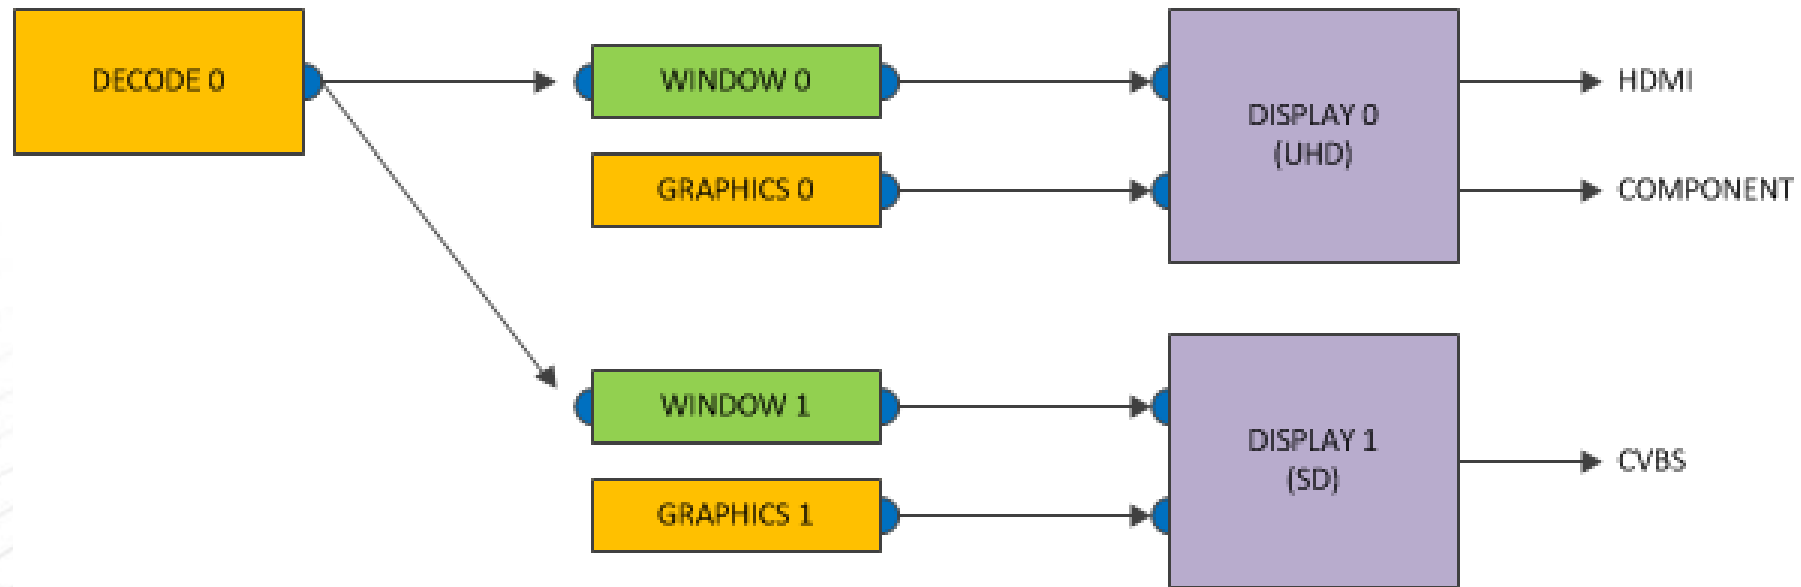 DECODE 0
WINDOW 0
GRAPHICS 0
DISPLAY 0
(UHD)
HDMI
COMPONENT
WINDOW 1
GRAPHICS 1
DISPLAY 1
(SD)
CVBS